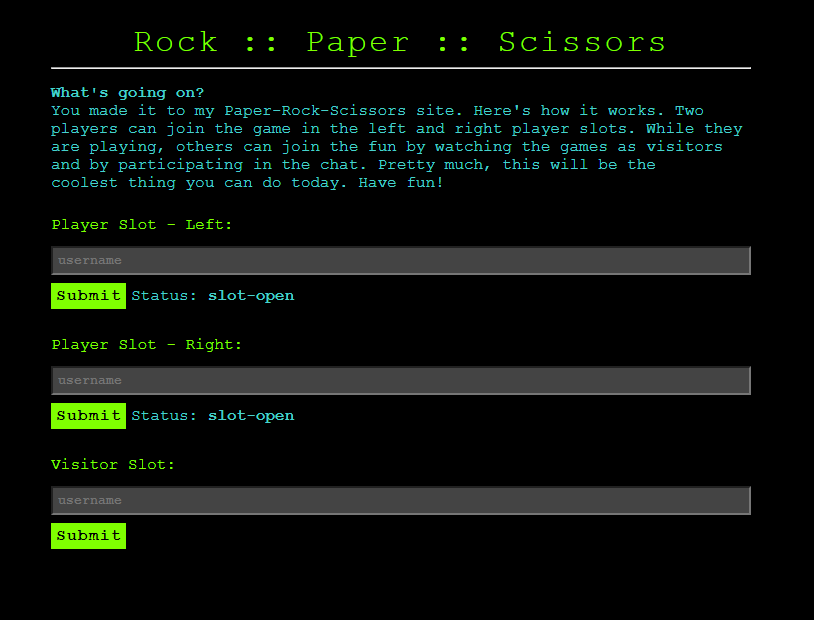 Rock :: Paper :: Scissors
What's going on?
You made it to my Paper-Rock-Scissors site. Here's how it works. Two
players can join the game in the left and right player slots. While they
are playing, others can join the fun by watching the games as visitors
and by participating in the chat. Pretty much, this will be the
coolest thing you can do today. Have fun!
Player Slot - Left:
username
Submit Status: slot-open
Player Slot - Right:
username
Submit Status: slot-open
Visitor Slot:
username
Submit